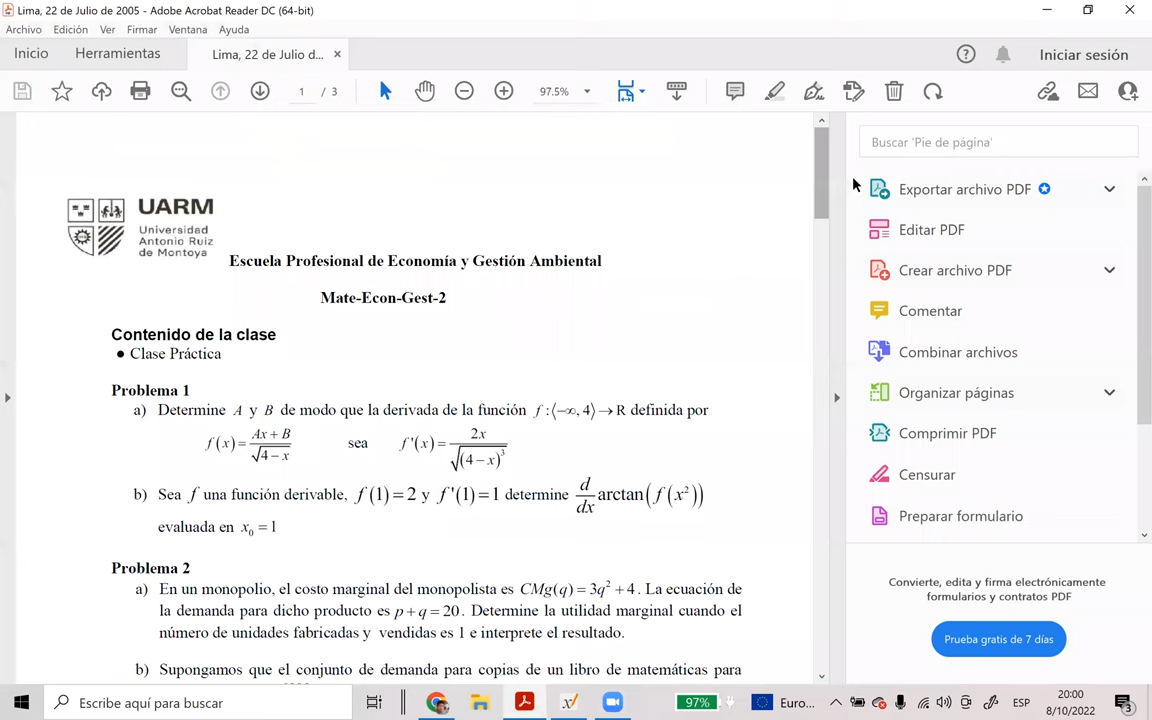 Lima, 22 de Julio de 2005 - Adobe Acrobat Reader DC (64-bit)
Archivo Edición Ver Firmar Ventana Ayuda
Inicio Herramientas Lima, 22 de Julio d... × Iniciar sesión
1 / 3 97.5%
Buscar 'Pie de página'
Exportar archivo PDF
Editar PDF
Crear archivo PDF
Comentar
Combinar archivos
Organizar páginas
Comprimir PDF
Censurar
Preparar formulario
Convierte, edita y firma electrónicamente
formularios y contratos PDF
Prueba gratis de 7 días
UARM
Universidad
Antonio Ruiz
de Montoya
Escuela Profesional de Economía y Gestión Ambiental
Mate-Econ-Gest-2
Contenido de la clase
● Clase Práctica
Problema 1
a) Determine A y B de modo que la derivada de la función f:⟨−∞,4⟩→R definida por
f(x)=(Ax+B)/√(4−x) sea f'(x)=2x/√((4−x)³)
b) Sea f una función derivable, f(1)=2 y f'(1)=1 determine d/dx arctan(f(x²))
evaluada en x₀=1
Problema 2
a) En un monopolio, el costo marginal del monopolista es CMg(q)=3q²+4. La ecuación de
la demanda para dicho producto es p+q=20. Determine la utilidad marginal cuando el
número de unidades fabricadas y vendidas es 1 e interprete el resultado.
b) Supongamos que el conjunto de demanda para copias de un libro de matemáticas para
Escribe aquí para buscar
97% Euro... ESP 20:00
8/10/2022 3